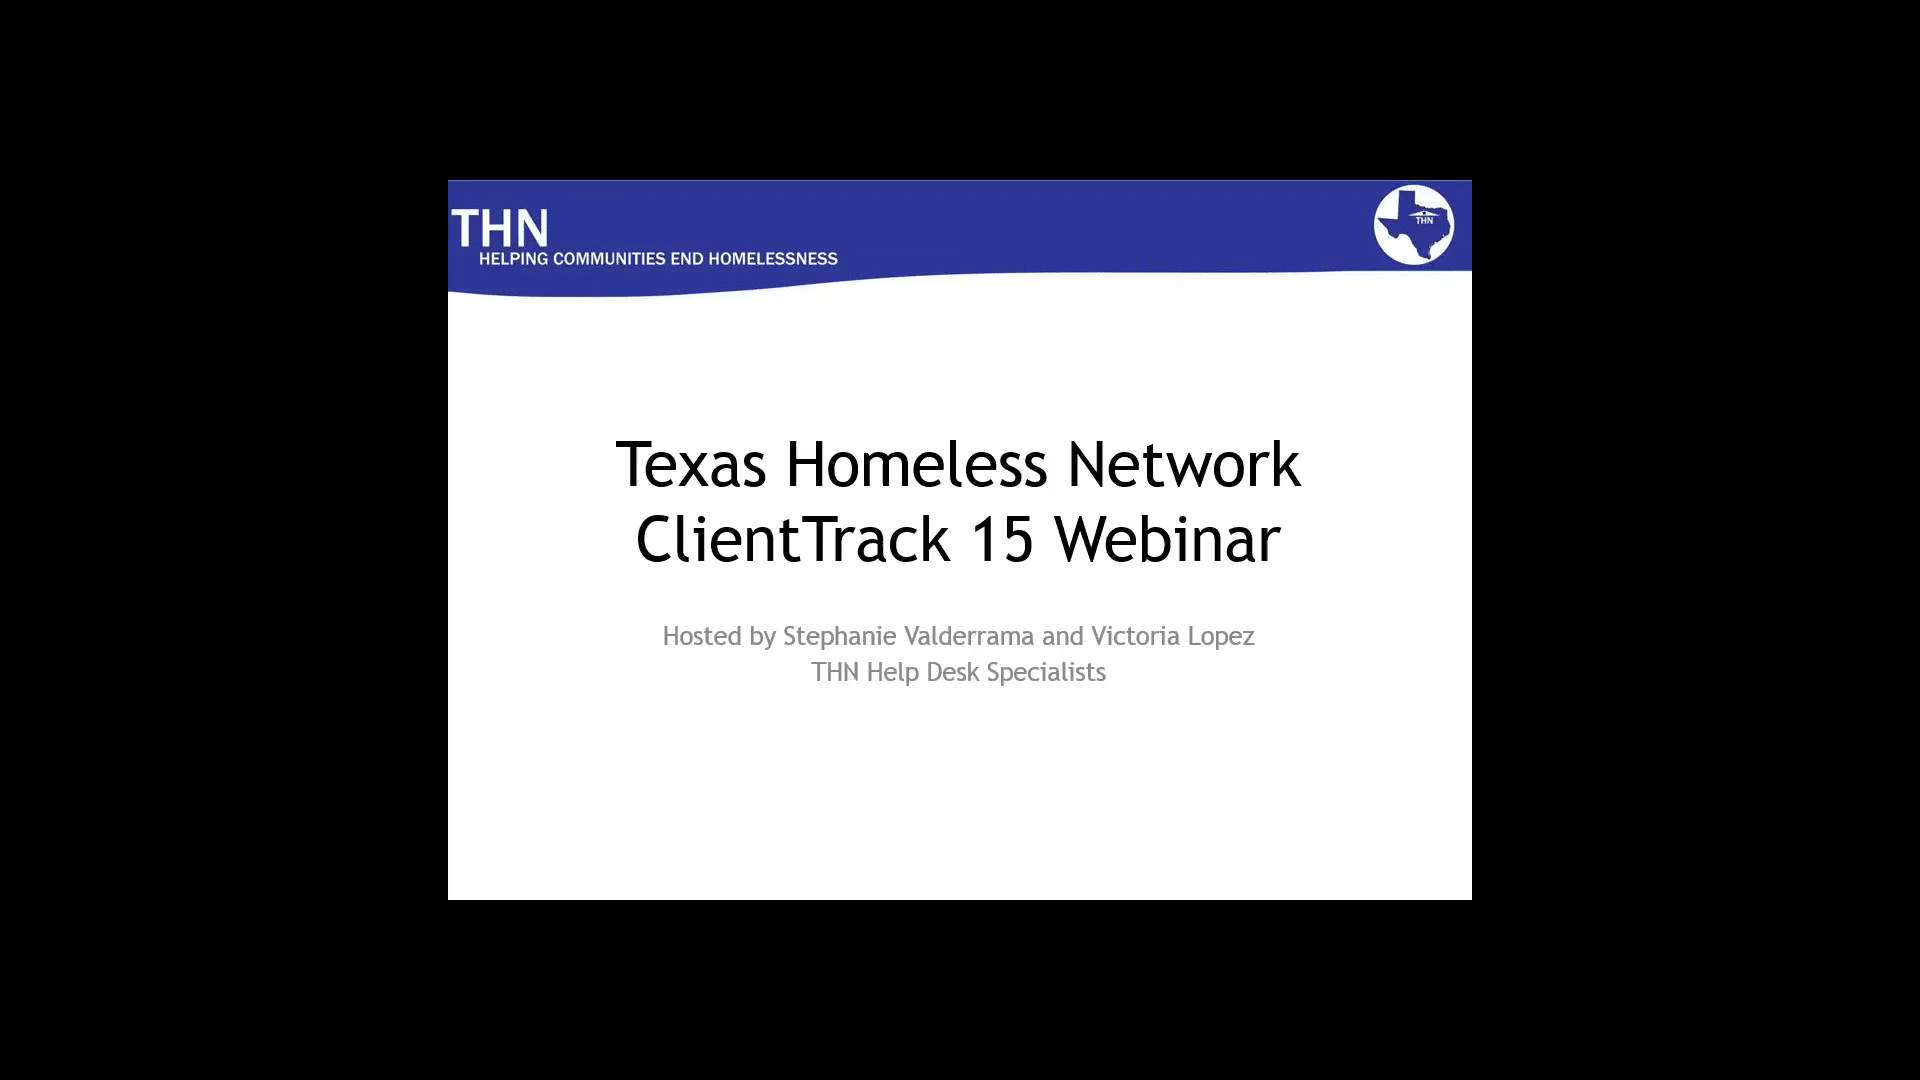 THN
HELPING COMMUNITIES END HOMELESSNESS
THN
Texas Homeless Network
ClientTrack 15 Webinar
Hosted by Stephanie Valderrama and Victoria Lopez
THN Help Desk Specialists